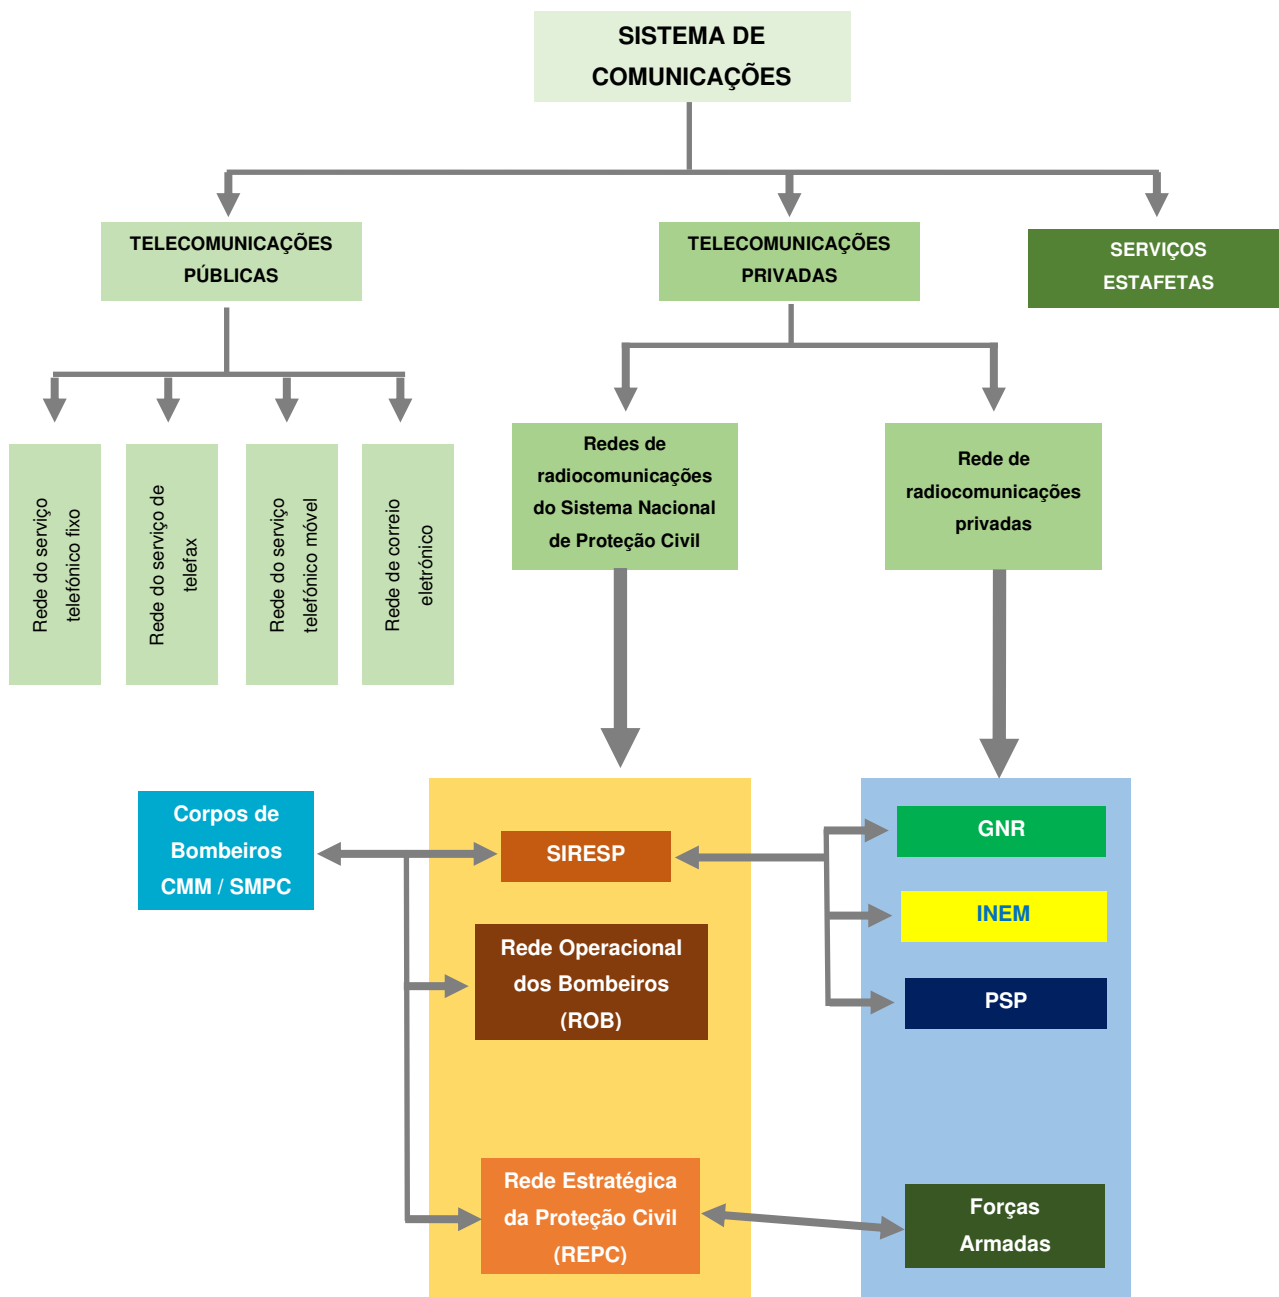 SISTEMA DE
COMUNICAÇÕES
TELECOMUNICAÇÕES
PÚBLICAS
TELECOMUNICAÇÕES
PRIVADAS
SERVIÇOS
ESTAFETAS
Rede do serviço
telefónico fixo
Rede do serviço de
telefax
Rede do serviço
telefónico móvel
Rede de correio
eletrónico
Redes de
radiocomunicações
do Sistema Nacional
de Proteção Civil
Rede de
radiocomunicações
privadas
Corpos de
Bombeiros
CMM / SMPC
SIRESP
Rede Operacional
dos Bombeiros
(ROB)
Rede Estratégica
da Proteção Civil
(REPC)
GNR
INEM
PSP
Forças
Armadas